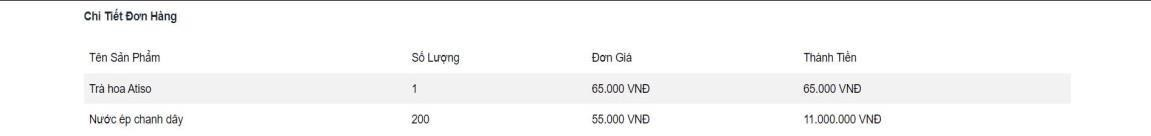 Chi Tiết Đơn Hàng
Tên Sản Phẩm Số Lượng Đơn Giá Thành Tiền
Trà hoa Atiso 1 65.000 VNĐ 65.000 VNĐ
Nước ép chanh dây 200 55.000 VNĐ 11.000.000 VNĐ